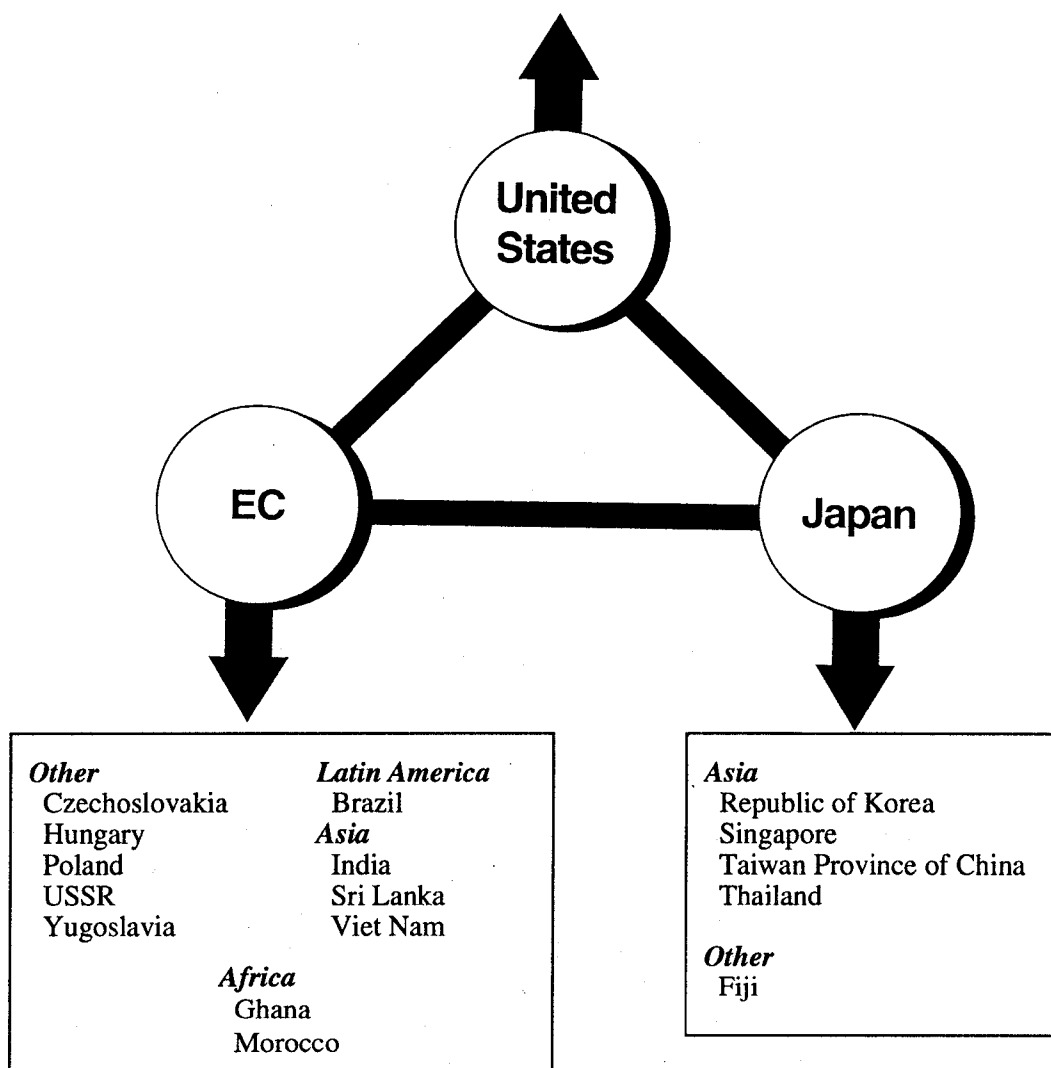 United
States
EC
Japan
Other
Czechoslovakia
Hungary
Poland
USSR
Yugoslavia
Latin America
Brazil
Asia
India
Sri Lanka
Viet Nam
Africa
Ghana
Morocco
Asia
Republic of Korea
Singapore
Taiwan Province of China
Thailand
Other
Fiji